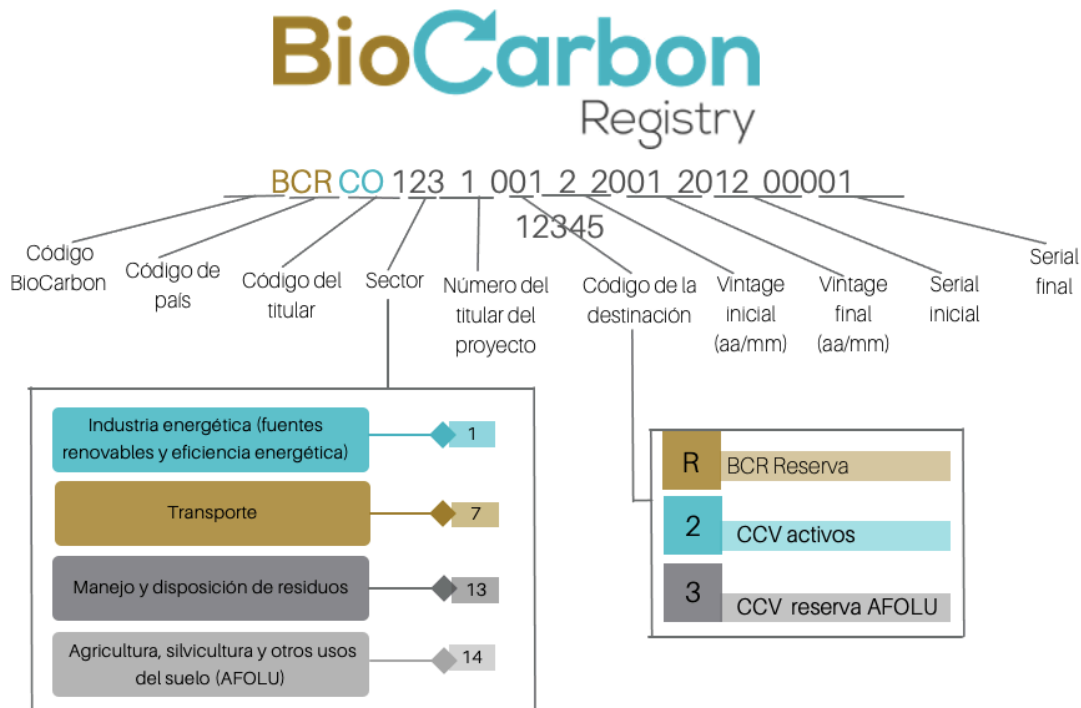 BioCarbon
Registry
BCR CO 123 1 001 2 2001 2012 00001
12345
Código
BioCarbon
Código de
país
Código del
titular
Sector
Número del
titular del
proyecto
Código de la
destinación
Vintage
inicial
(aa/mm)
Vintage
final
(aa/mm)
Serial
inicial
Serial
final
Industria energética (fuentes
renovables y eficiencia energética)
1
Transporte
7
Manejo y disposición de residuos
13
Agricultura, silvicultura y otros usos
del suelo (AFOLU)
14
R
BCR Reserva
2
CCV activos
3
CCV reserva AFOLU